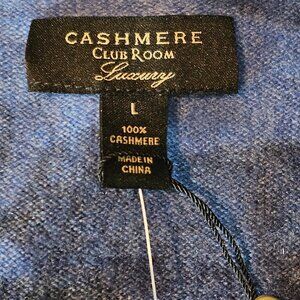 CASHMERE
CLUB ROOM
Luxury
L
100%
CASHMERE
MADE IN
CHINA